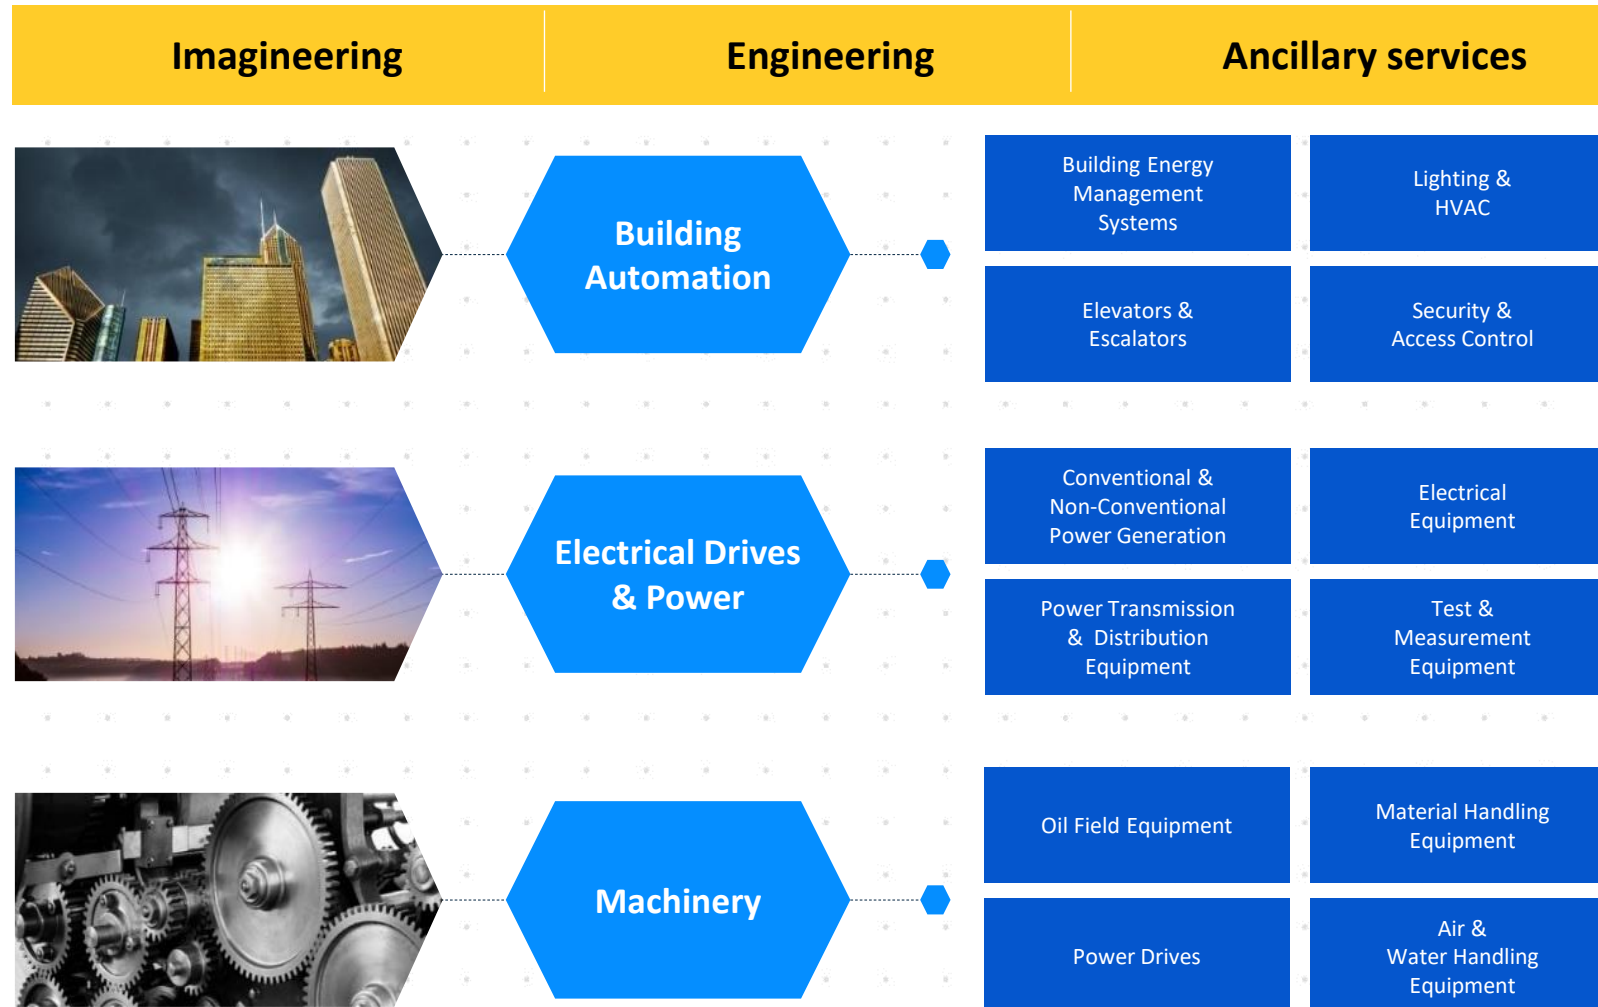 Imagineering
Engineering
Ancillary services
Building
Automation
Building Energy
Management
Systems
Lighting &
HVAC
Elevators &
Escalators
Security &
Access Control
Electrical Drives
& Power
Conventional &
Non-Conventional
Power Generation
Electrical
Equipment
Power Transmission
& Distribution
Equipment
Test &
Measurement
Equipment
Machinery
Oil Field Equipment
Material Handling
Equipment
Power Drives
Air &
Water Handling
Equipment